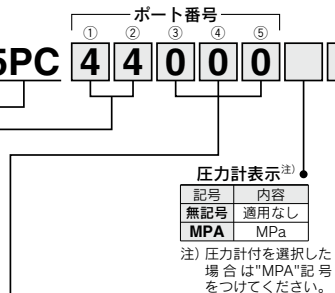 ポート番号
① ② ③ ④ ⑤
5PC 4 4 0 0 0
圧力計表示注)
記号 内容
無記号 適用なし
MPA MPa
注) 圧力計付を選択した
場合は"MPA"記号
をつけてください。